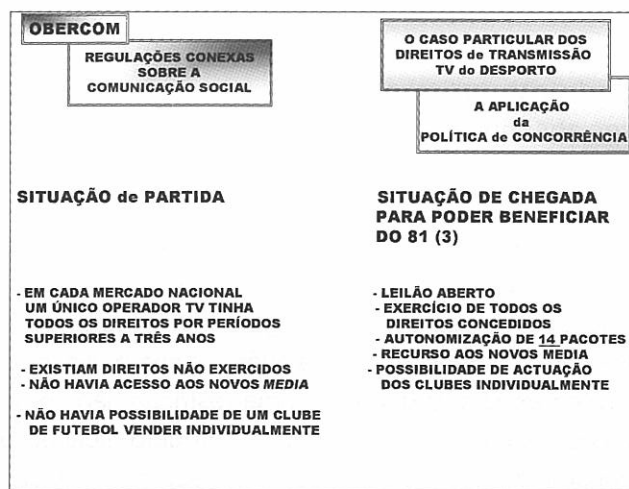 OBERCOM
REGULAÇÕES CONEXAS
SOBRE A
COMUNICAÇÃO SOCIAL
O CASO PARTICULAR DOS
DIREITOS de TRANSMISSÃO
TV do DESPORTO
A APLICAÇÃO
da
POLÍTICA de CONCORRÊNCIA
SITUAÇÃO de PARTIDA
- EM CADA MERCADO NACIONAL
UM ÚNICO OPERADOR TV TINHA
TODOS OS DIREITOS POR PERÍODOS
SUPERIORES A TRÊS ANOS
- EXISTIAM DIREITOS NÃO EXERCIDOS
- NÃO HAVIA ACESSO AOS NOVOS MEDIA
- NÃO HAVIA POSSIBILIDADE DE UM CLUBE
DE FUTEBOL VENDER INDIVIDUALMENTE
SITUAÇÃO DE CHEGADA
PARA PODER BENEFICIAR
DO 81 (3)
- LEILÃO ABERTO
- EXERCÍCIO DE TODOS OS
DIREITOS CONCEDIDOS
- AUTONOMIZAÇÃO DE 14 PACOTES
- RECURSO AOS NOVOS MEDIA
- POSSIBILIDADE DE ACTUAÇÃO
DOS CLUBES INDIVIDUALMENTE